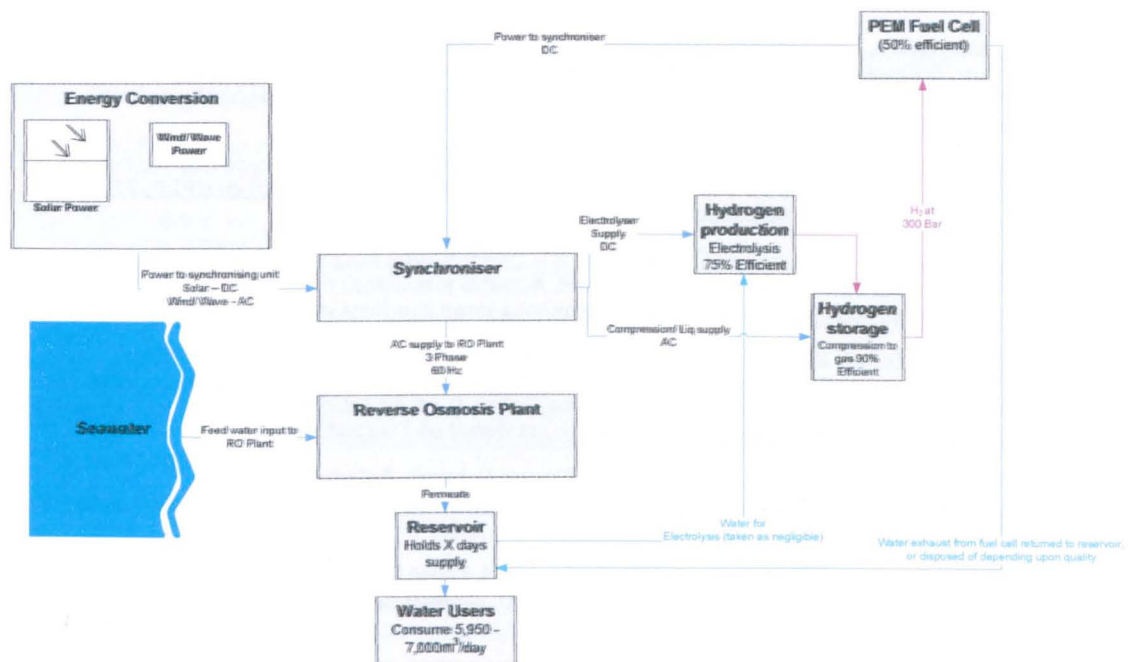 PEM Fuel Cell
(50% efficient)
Power to synchroniser
DC
Energy Conversion
Wind/Wave
Power
Solar Power
Hydrogen
production
Electrolysis
75% Efficient
Electrolyser
Supply
DC
H₂ at
300 Bar
Synchroniser
Power to synchronising unit
Solar – DC
Wind/Wave – AC
Hydrogen
storage
Compression to
gas 90%
Efficient
Compression/Liq supply
AC
AC supply to RO Plant
3 Phase
60 Hz
Reverse Osmosis Plant
Seawater
Feed water input to
RO Plant
Permeate
Reservoir
Holds X days
supply
Water for
Electrolysis (taken as negligible)
Water exhaust from fuel cell returned to reservoir,
or disposed of depending upon quality
Water Users
Consume 5,950 –
7,000m³/day